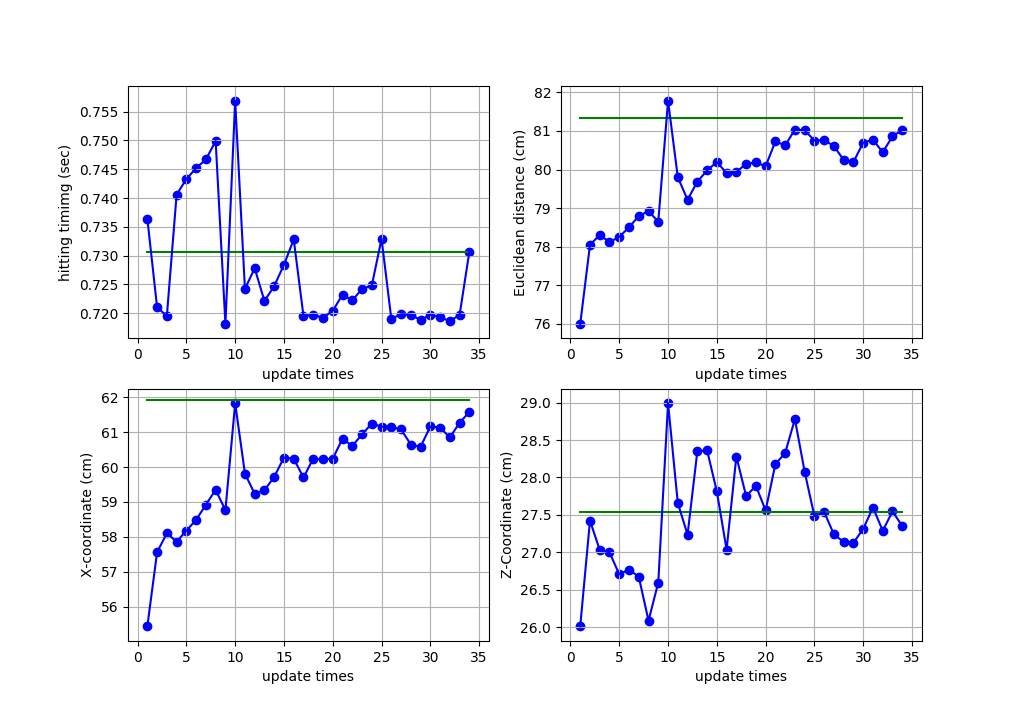 hitting timimg (sec)
0.755
0.750
0.745
0.740
0.735
0.730
0.725
0.720
0 5 10 15 20 25 30 35
update times
Euclidean distance (cm)
82
81
80
79
78
77
76
0 5 10 15 20 25 30 35
update times
X-coordinate (cm)
62
61
60
59
58
57
56
0 5 10 15 20 25 30 35
update times
Z-Coordinate (cm)
29.0
28.5
28.0
27.5
27.0
26.5
26.0
0 5 10 15 20 25 30 35
update times